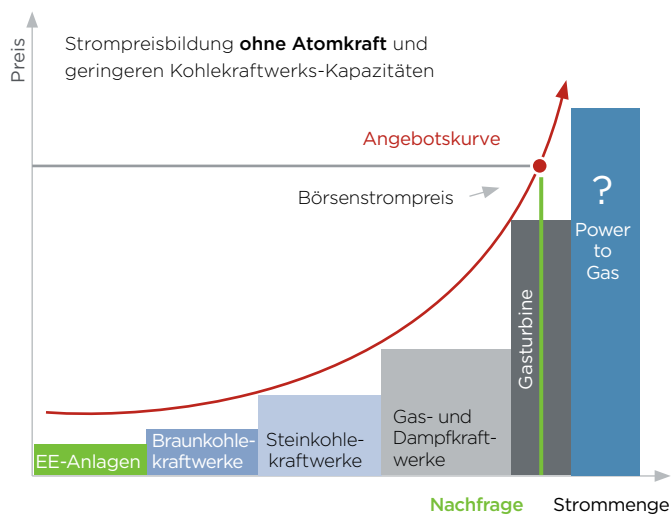 Preis
Strompreisbildung ohne Atomkraft und
geringeren Kohlekraftwerks-Kapazitäten
Angebotskurve
Börsenstrompreis
?
Power
to
Gas
Gasturbine
Gas- und
Dampfkraft-
werke
Steinkohle-
kraftwerke
Braunkohle-
kraftwerke
EE-Anlagen
Nachfrage
Strommenge